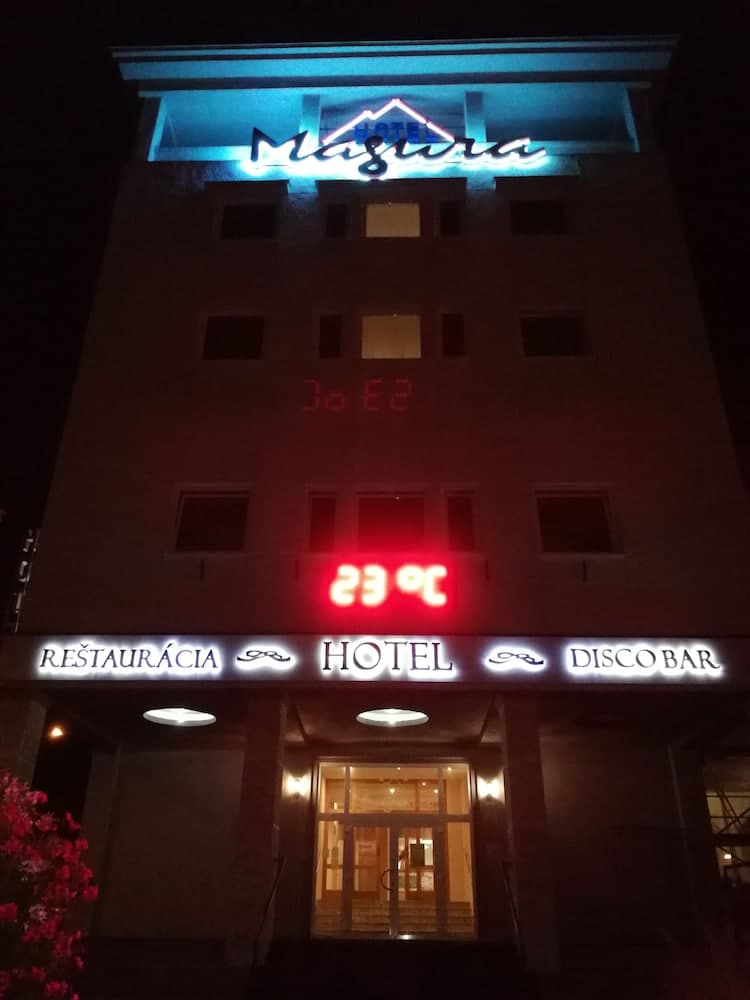 HOTEL
Magura
23 °C
REŠTAURÁCIA HOTEL DISCO BAR